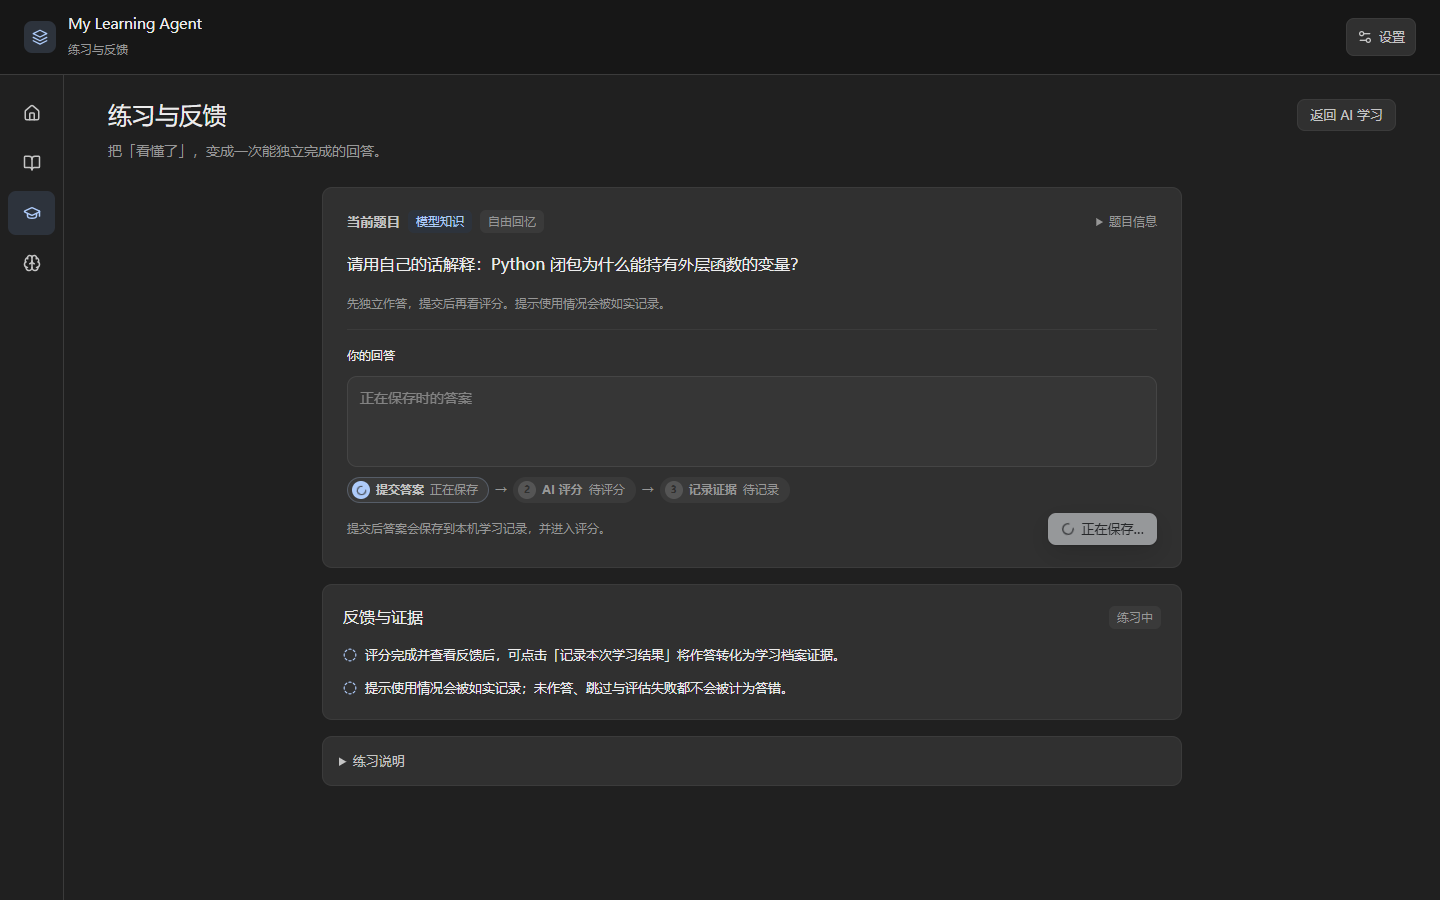 My Learning Agent
练习与反馈
设置
练习与反馈
返回 AI 学习
把「看懂了」，变成一次能独立完成的回答。
当前题目 模型知识 自由回忆
题目信息
请用自己的话解释：Python 闭包为什么能持有外层函数的变量？
先独立作答，提交后再看评分。提示使用情况会被如实记录。
你的回答
正在保存时的答案
提交答案 正在保存 → 2 AI 评分 待评分 → 3 记录证据 待记录
提交后答案会保存到本机学习记录，并进入评分。
正在保存...
反馈与证据
练习中
评分完成并查看反馈后，可点击「记录本次学习结果」将作答转化为学习档案证据。
提示使用情况会被如实记录；未作答、跳过与评估失败都不会被计为答错。
练习说明